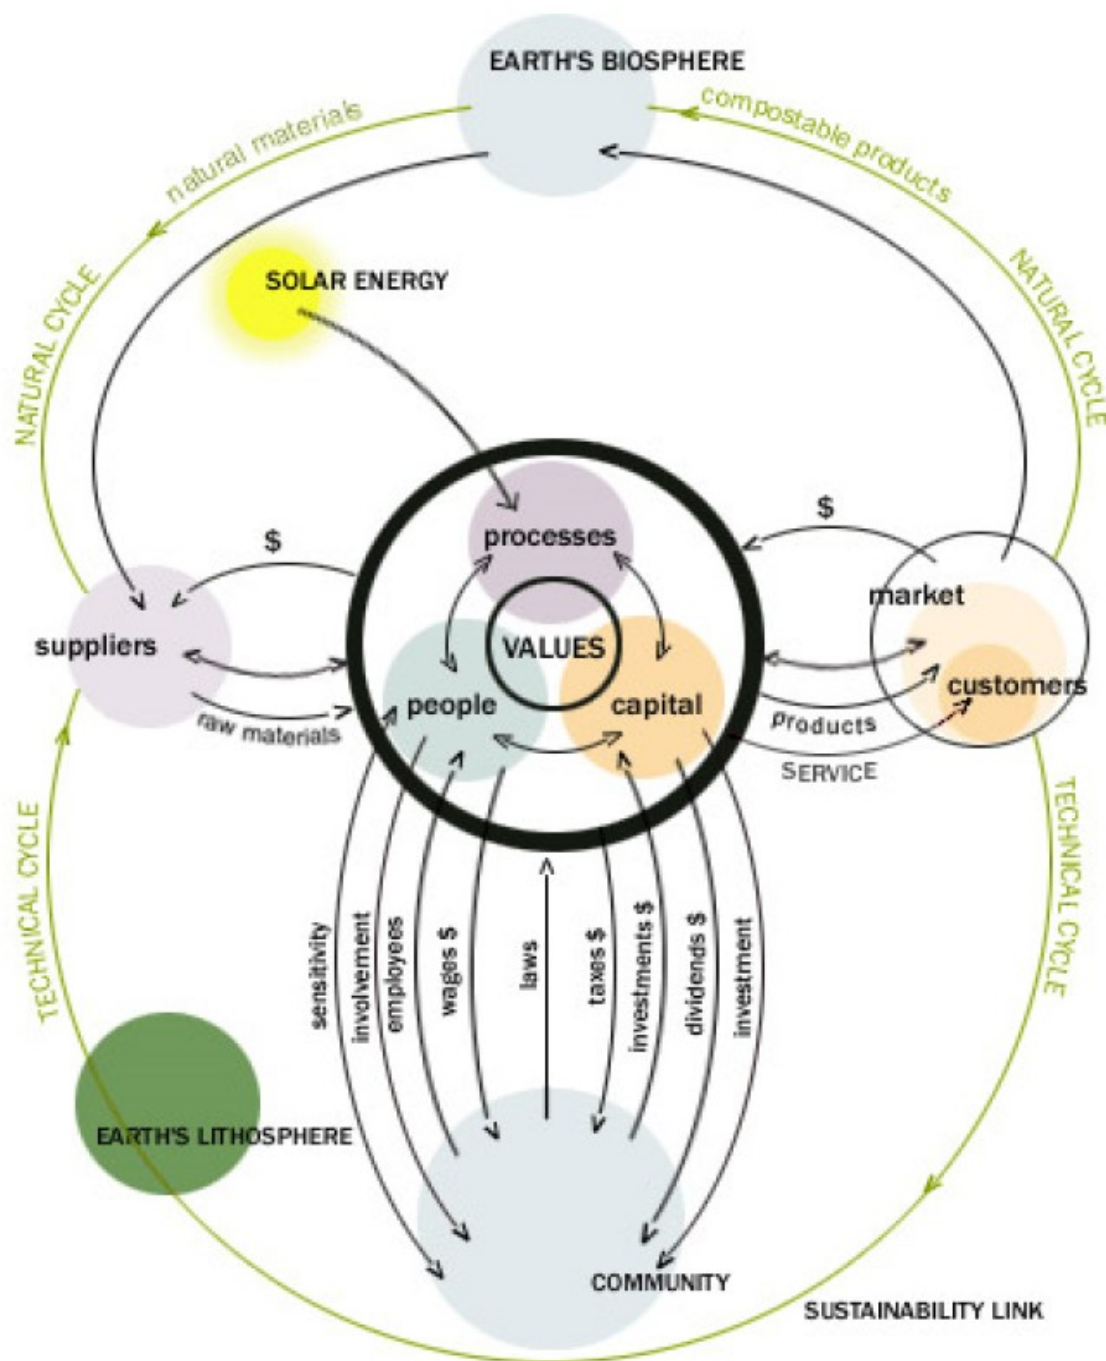 EARTH'S BIOSPHERE
natural materials
compostable products
SOLAR ENERGY
NATURAL CYCLE
NATURAL CYCLE
$
$
processes
market
suppliers
VALUES
customers
people
capital
raw materials
products
SERVICE
TECHNICAL CYCLE
TECHNICAL CYCLE
sensitivity
involvement
employees
wages $
laws
taxes $
investments $
dividends $
investment
EARTH'S LITHOSPHERE
COMMUNITY
SUSTAINABILITY LINK